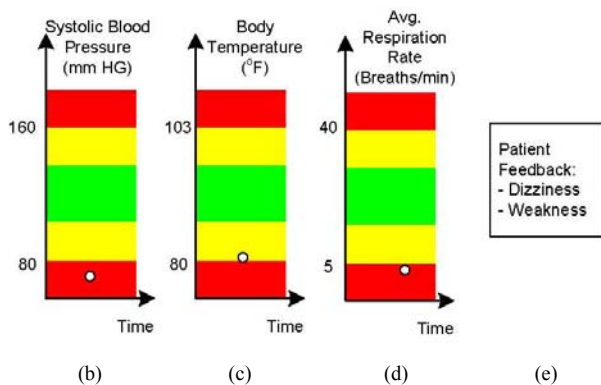 Systolic Blood
Pressure
(mm HG)
160
80
Time
(b)
Body
Temperature
(°F)
103
80
Time
(c)
Avg.
Respiration
Rate
(Breaths/min)
40
5
Time
(d)
Patient
Feedback:
- Dizziness
- Weakness
(e)